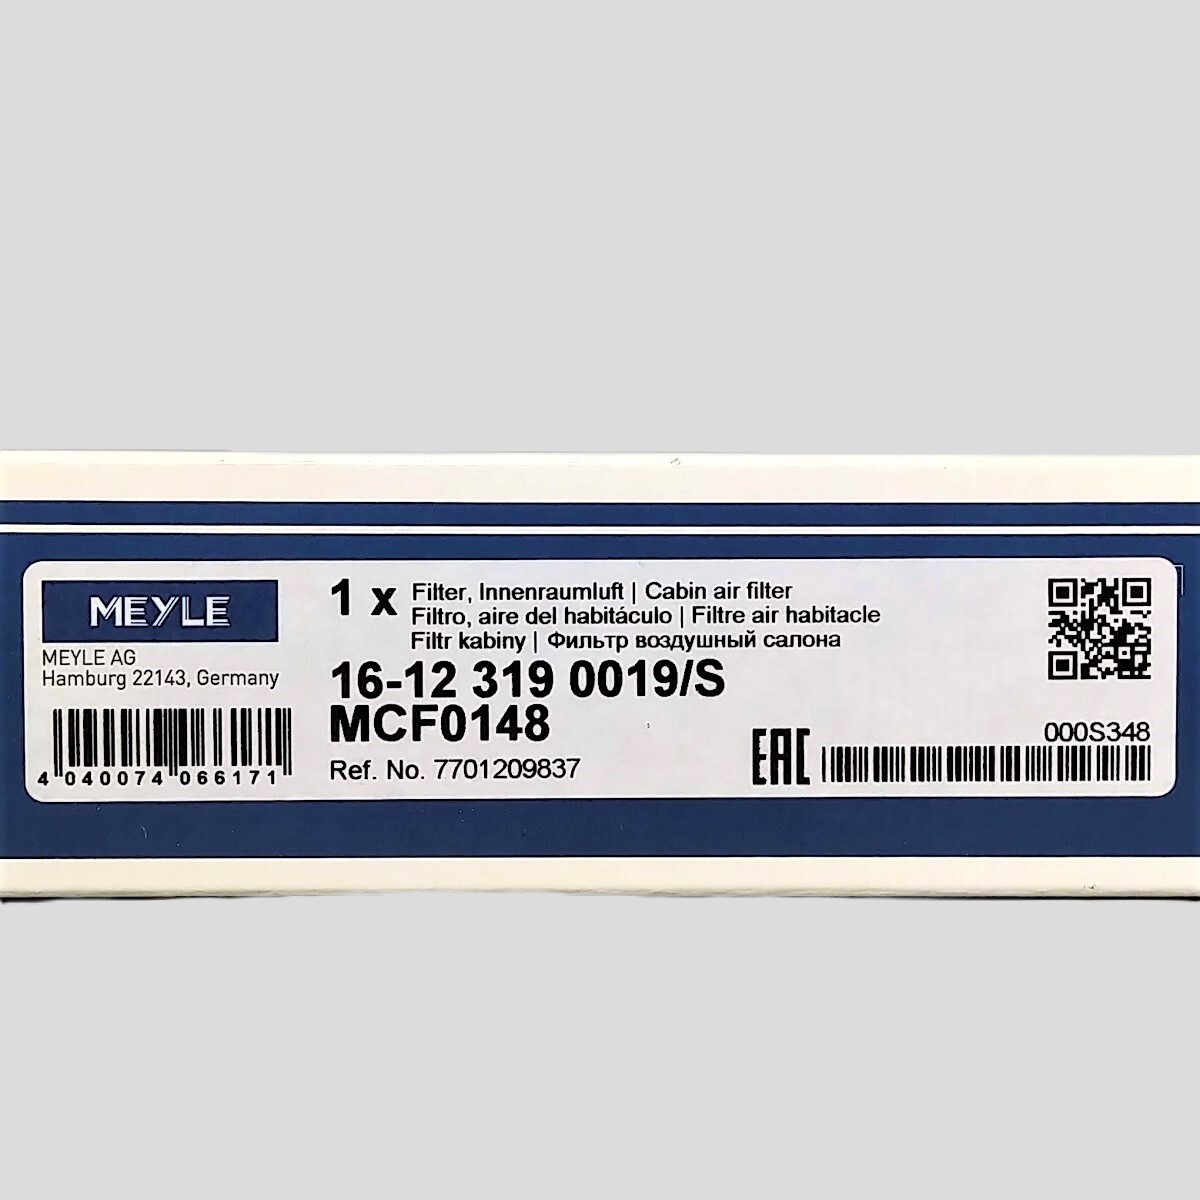 MEYLE
MEYLE AG
Hamburg 22143, Germany
4 040074 066171
1 x Filter, Innenraumluft | Cabin air filter
Filtro, aire del habitáculo | Filtre air habitacle
Filtr kabiny | Фильтр воздушный салона
16-12 319 0019/S
MCF0148
Ref. No. 7701209837
EAC
000S348